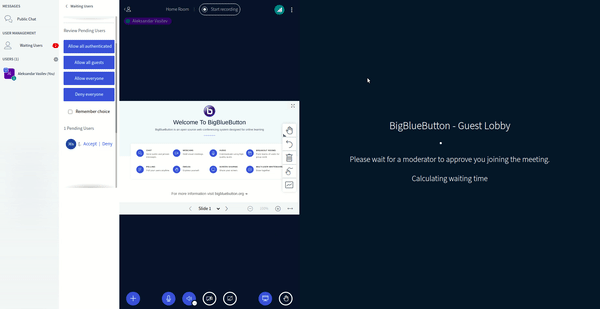 MESSAGES
Public Chat
USER MANAGEMENT
Waiting Users
USERS (1)
Aleksandar Vasilev (You)
Waiting Users
Review Pending Users
Allow all authenticated
Allow all guests
Allow everyone
Deny everyone
Remember choice
1 Pending Users
Accept | Deny
Home Room
Start recording
Aleksandar Vasilev
Welcome To BigBlueButton
BigBlueButton is an open source web conferencing system designed for online learning
For more information visit bigbluebutton.org
Slide 1
BigBlueButton - Guest Lobby
Please wait for a moderator to approve you joining the meeting.
Calculating waiting time